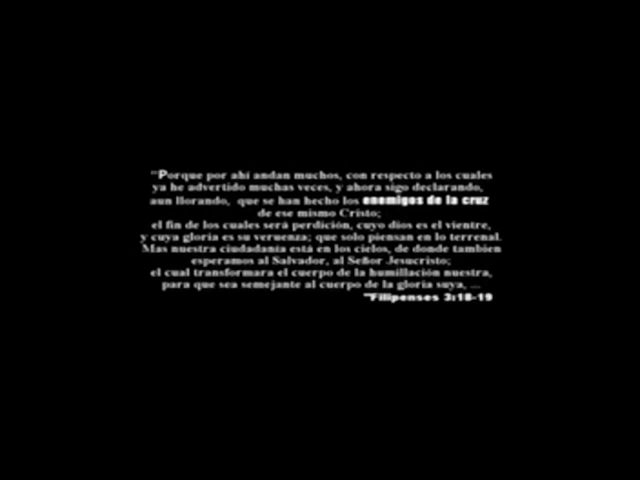 "Porque por ahí andan muchos, con respecto a los cuales
ya he advertido muchas veces, y ahora sigo declarando,
aun llorando, que se han hecho los enemigos de la cruz
de ese mismo Cristo;
el fin de los cuales será perdición, cuyo dios es el vientre,
y cuya gloria es su veruenza; que solo piensan en lo terrenal.
Mas nuestra ciudadanía está en los cielos, de donde tambien
esperamos al Salvador, al Señor Jesucristo;
el cual transformara el cuerpo de la humillación nuestra,
para que sea semejante al cuerpo de la gloria suya, ...
"Filipenses 3:18-19